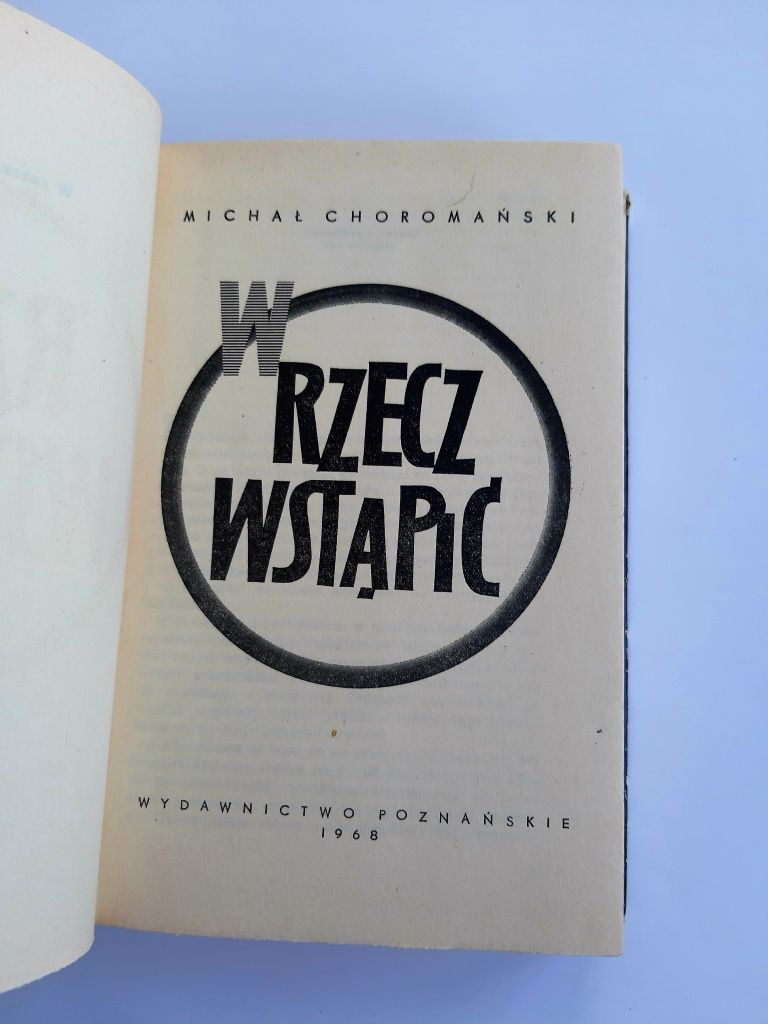 MICHAŁ CHOROMAŃSKI
W
RZECZ
WSTĄPIĆ
WYDAWNICTWO POZNAŃSKIE
1968